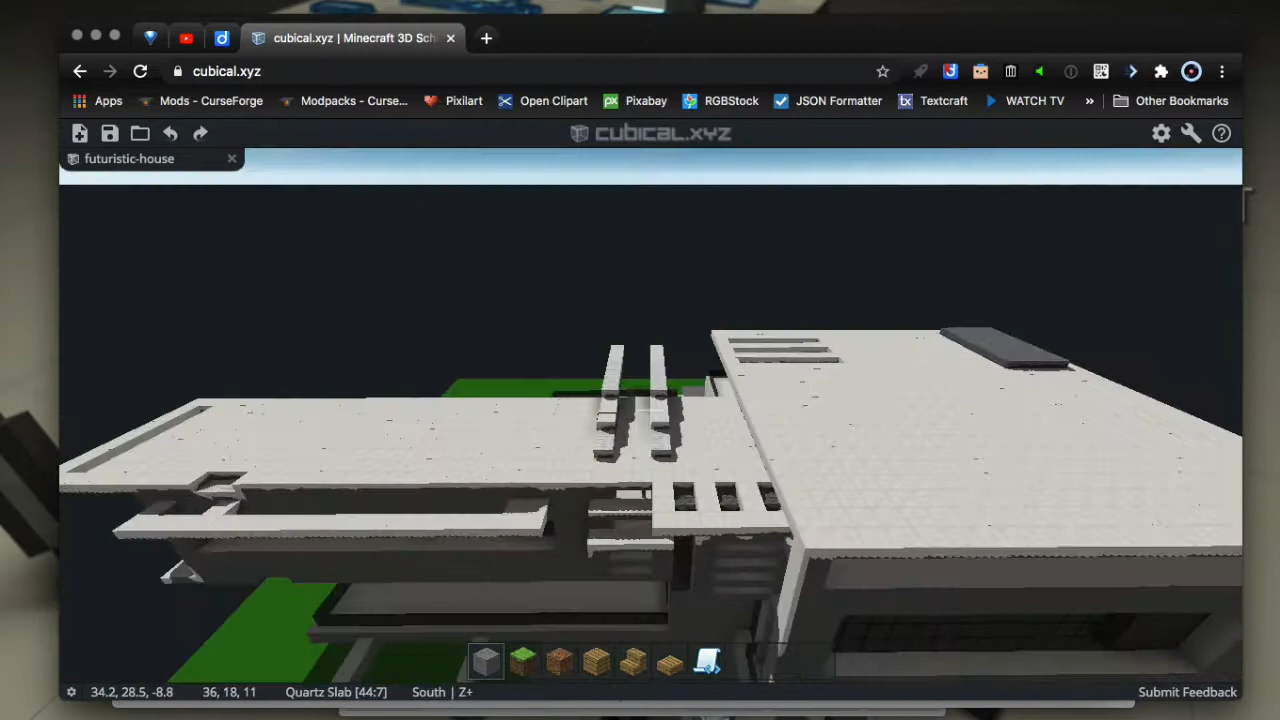 cubical.xyz | Minecraft 3D Sch
cubical.xyz
Apps Mods - CurseForge Modpacks - Curse... Pixilart Open Clipart Pixabay RGBStock JSON Formatter Textcraft WATCH TV » Other Bookmarks
cubical.xyz
futuristic-house
34.2, 28.5, -8.8 36, 18, 11 Quartz Slab [44:7] South | Z+ Submit Feedback